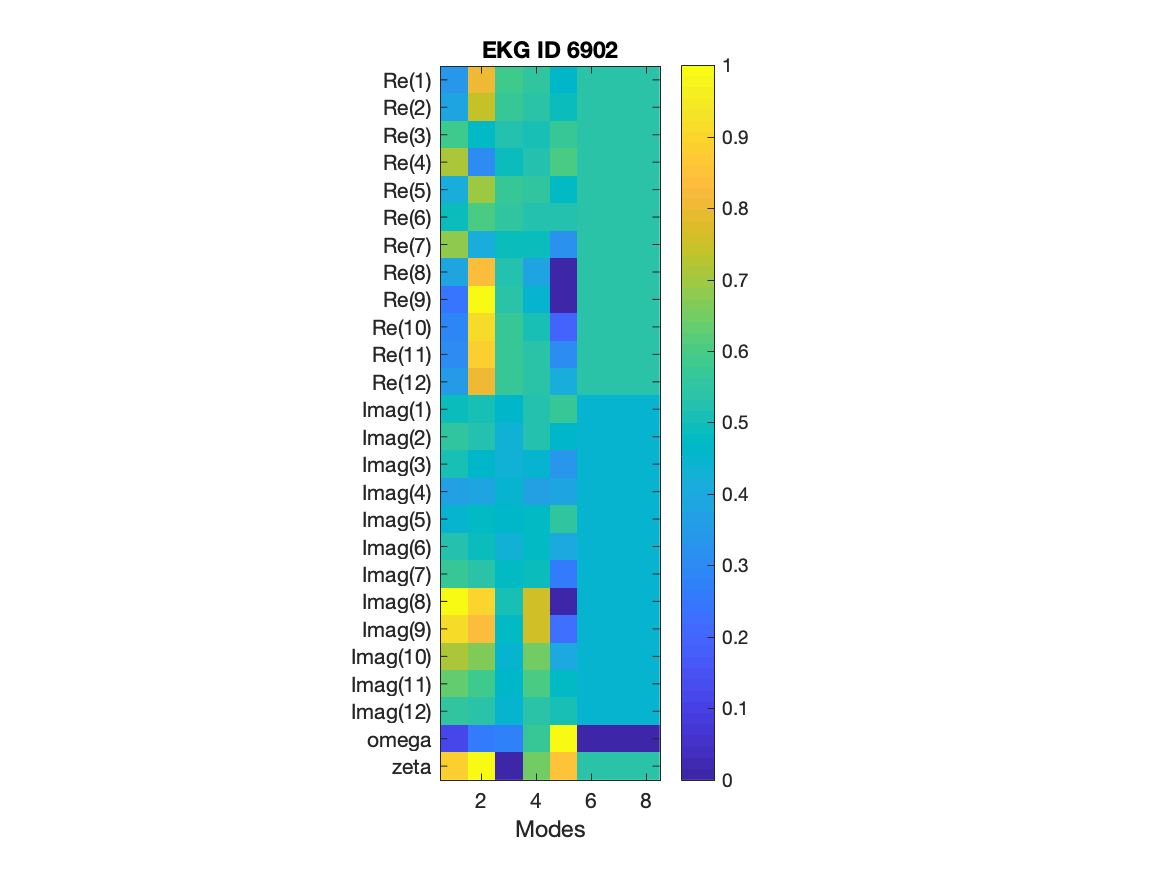 EKG ID 6902
Re(1)
Re(2)
Re(3)
Re(4)
Re(5)
Re(6)
Re(7)
Re(8)
Re(9)
Re(10)
Re(11)
Re(12)
Imag(1)
Imag(2)
Imag(3)
Imag(4)
Imag(5)
Imag(6)
Imag(7)
Imag(8)
Imag(9)
Imag(10)
Imag(11)
Imag(12)
omega
zeta
2 4 6 8
Modes
1
0.9
0.8
0.7
0.6
0.5
0.4
0.3
0.2
0.1
0